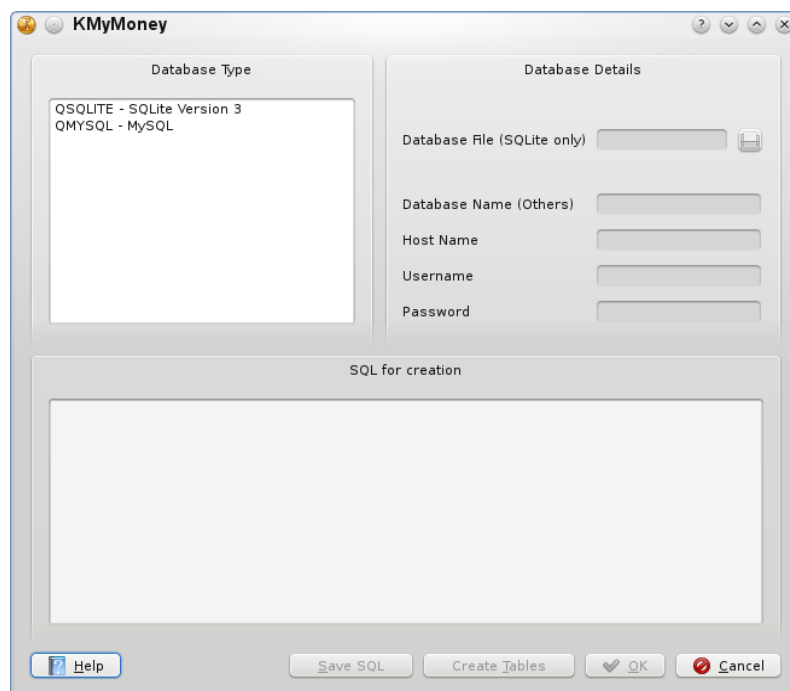 KMyMoney
Database Type
QSQLITE - SQLite Version 3
QMYSQL - MySQL
Database Details
Database File (SQLite only)
Database Name (Others)
Host Name
Username
Password
SQL for creation
Help
Save SQL
Create Tables
OK
Cancel